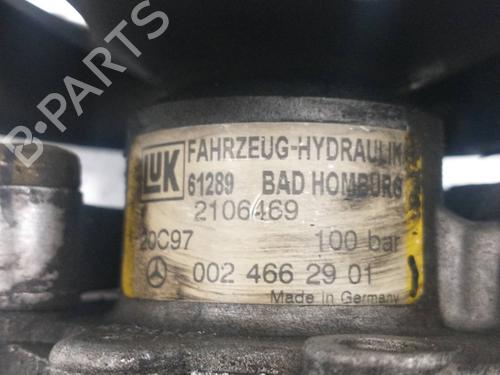 B-PARTS
LUK
FAHRZEUG-HYDRAULIK
61289 BAD HOMBURG
2106469
20C97 100 bar
002 466 29 01
Made in Germany